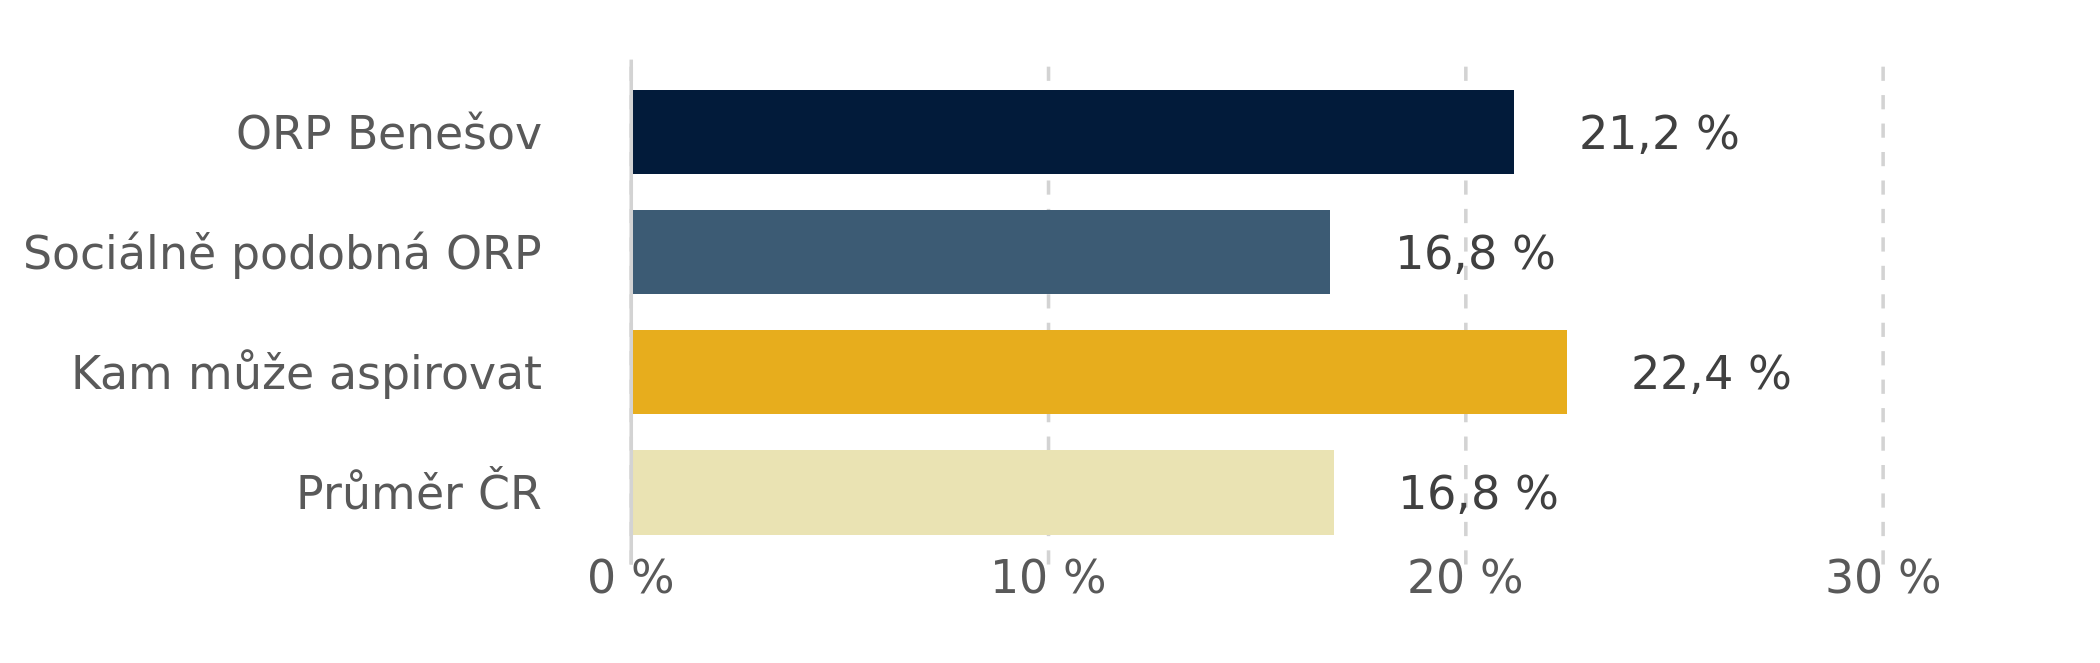 ORP Benešov 21,2 %
Sociálně podobná ORP 16,8 %
Kam může aspirovat 22,4 %
Průměr ČR 16,8 %
0 % 10 % 20 % 30 %